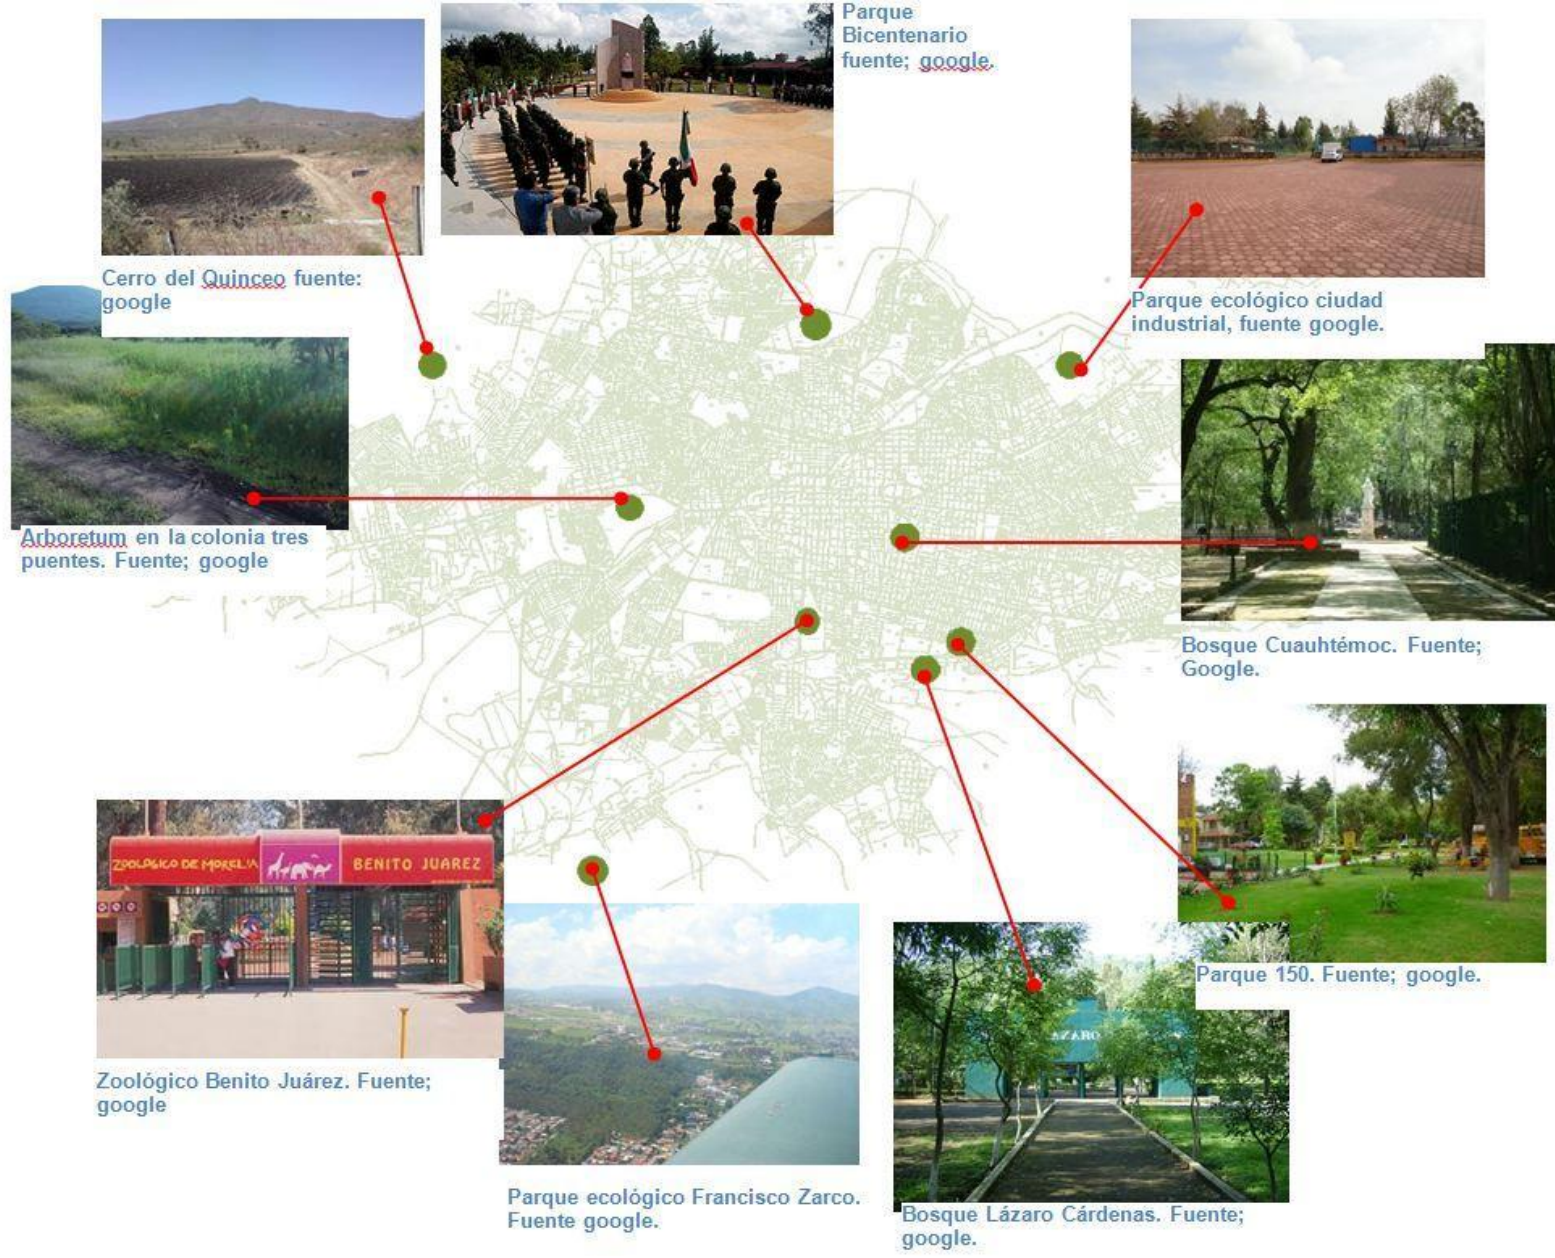 Parque
Bicentenario
fuente; google.
Cerro del Quinceo fuente:
google
Parque ecológico ciudad
industrial, fuente google.
Arboretum en la colonia tres
puentes. Fuente; google
Bosque Cuauhtémoc. Fuente;
Google.
ZOOLOGICO DE MORELIA
BENITO JUAREZ
Zoológico Benito Juárez. Fuente;
google
Parque 150. Fuente; google.
AZARO
Parque ecológico Francisco Zarco.
Fuente google.
Bosque Lázaro Cárdenas. Fuente;
google.